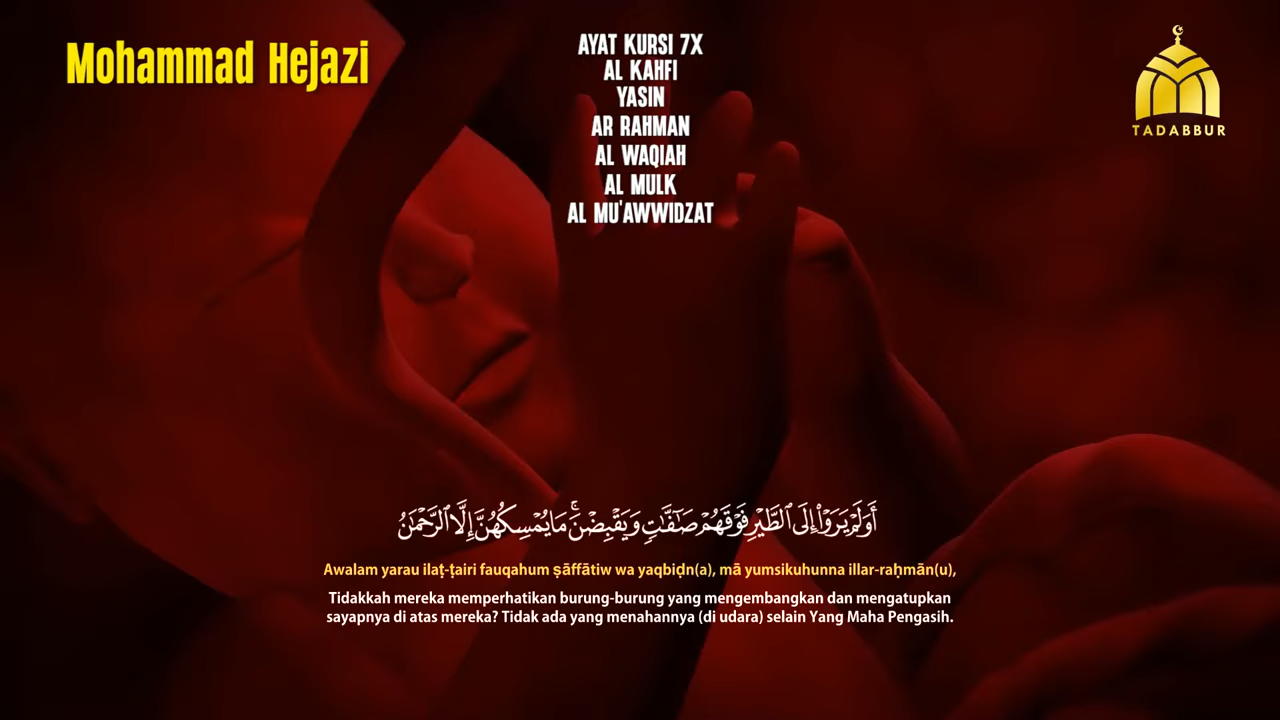 Mohammad Hejazi
AYAT KURSI 7X
AL KAHFI
YASIN
AR RAHMAN
AL WAQIAH
AL MULK
AL MU'AWWIDZAT
TADABBUR
أَوَلَمْ يَرَوْا۟ إِلَى ٱلطَّيْرِ فَوْقَهُمْ صَـٰٓفَّـٰتٍ وَيَقْبِضْنَ ۚ مَا يُمْسِكُهُنَّ إِلَّا ٱلرَّحْمَـٰنُ
Awalam yarau ilaṭ-ṭairi fauqahum ṣāffātiw wa yaqbiḍn(a), mā yumsikuhunna illar-raḥmān(u),
Tidakkah mereka memperhatikan burung-burung yang mengembangkan dan mengatupkan
sayapnya di atas mereka? Tidak ada yang menahannya (di udara) selain Yang Maha Pengasih.